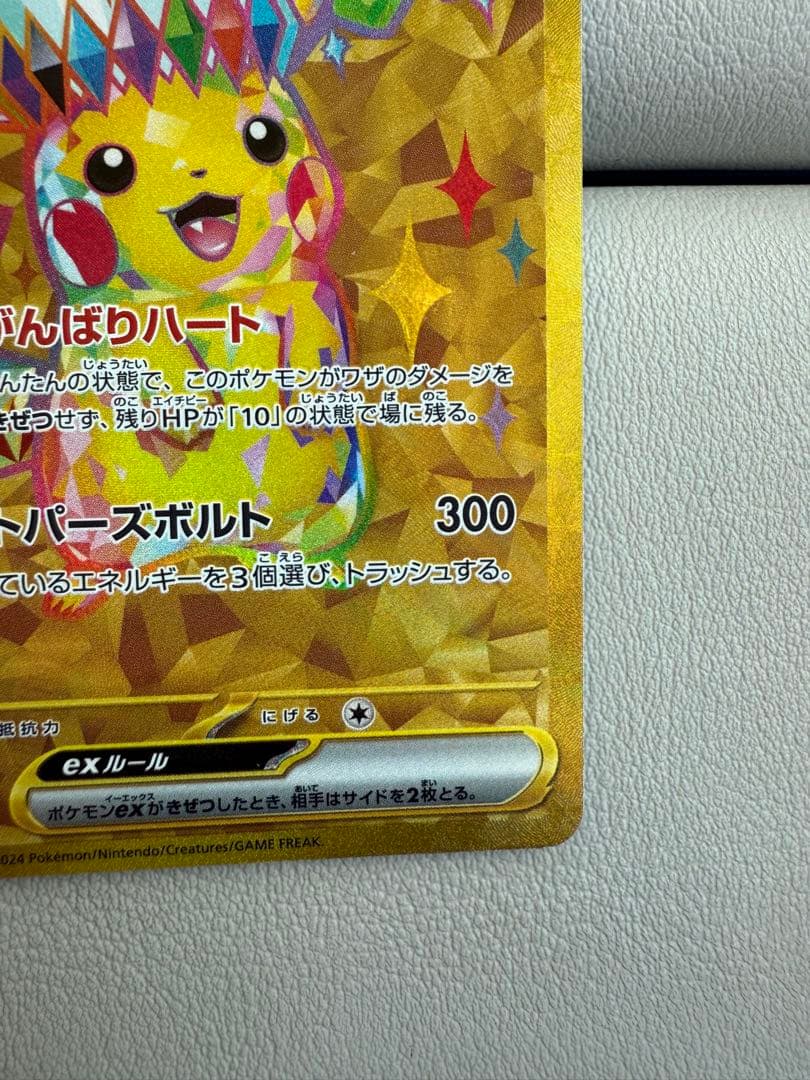 がんばりハート
んたんの状態で、このポケモンがワザのダメージを
きぜつせず、残りHPが「10」の状態で場に残る。
トパーズボルト 300
ているエネルギーを3個選び、トラッシュする。
抵抗力 にげる
exルール
ポケモンexがきぜつしたとき、相手はサイドを2枚とる。
024 Pokémon/Nintendo/Creatures/GAME FREAK.